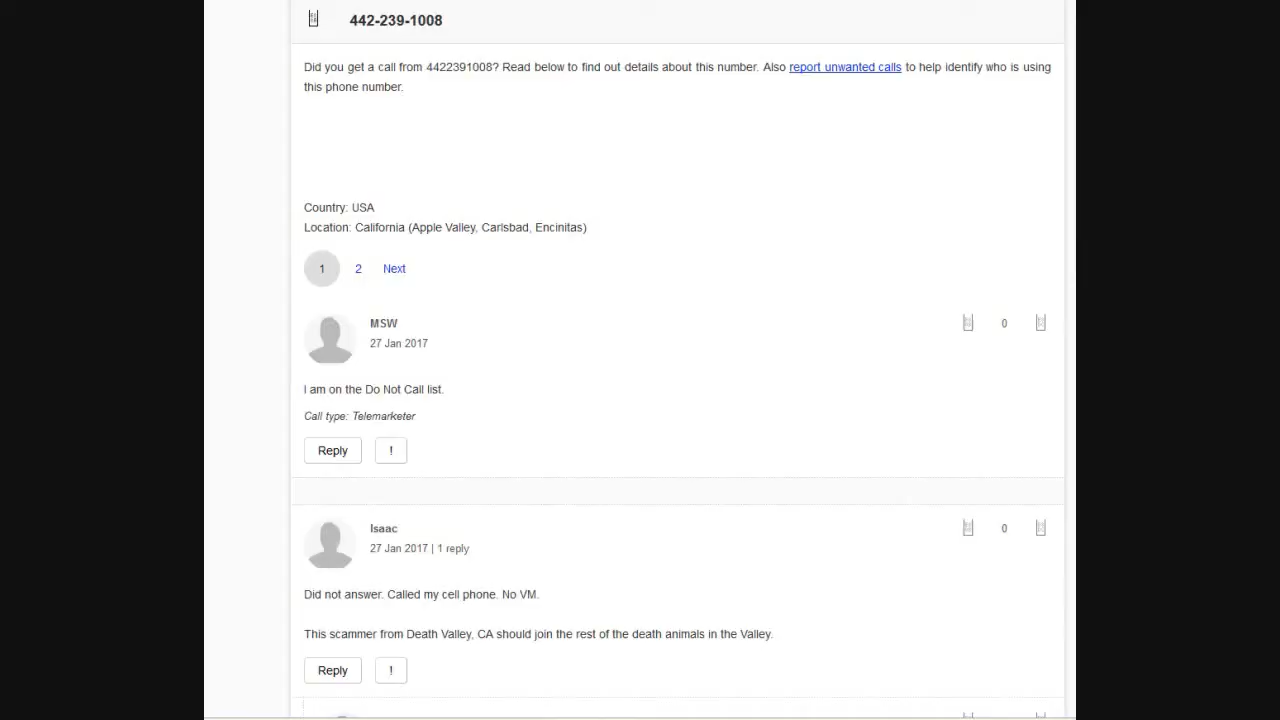 442-239-1008
Did you get a call from 4422391008? Read below to find out details about this number. Also report unwanted calls to help identify who is using
this phone number.
Country: USA
Location: California (Apple Valley, Carlsbad, Encinitas)
1 2 Next
MSW 0
27 Jan 2017
I am on the Do Not Call list.
Call type: Telemarketer
Reply !
Isaac 0
27 Jan 2017 | 1 reply
Did not answer. Called my cell phone. No VM.
This scammer from Death Valley, CA should join the rest of the death animals in the Valley.
Reply !